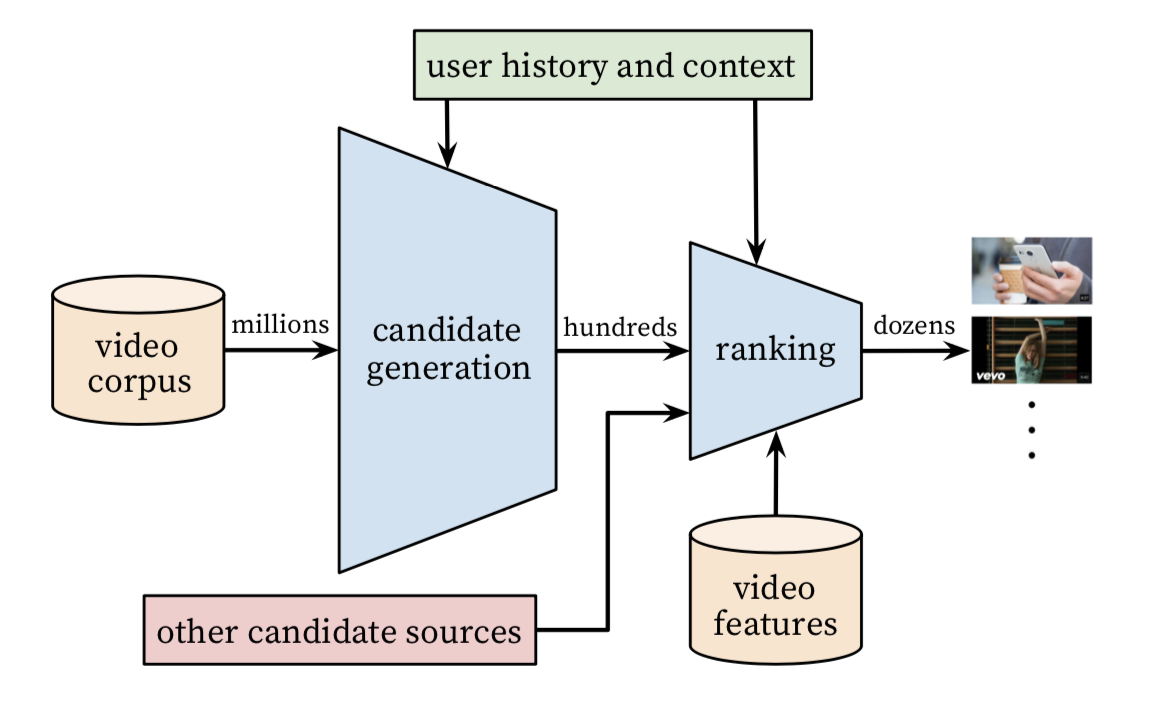 user history and context
millions
hundreds
dozens
video
corpus
candidate
generation
ranking
vevo
other candidate sources
video
features